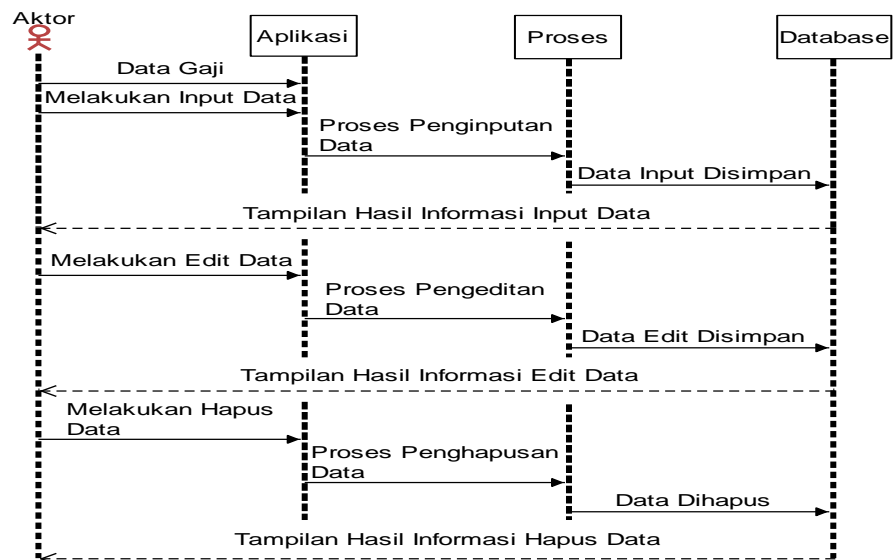 Aktor
Aplikasi
Proses
Database
Data Gaji
Melakukan Input Data
Proses Penginputan
Data
Data Input Disimpan
Tampilan Hasil Informasi Input Data
Melakukan Edit Data
Proses Pengeditan
Data
Data Edit Disimpan
Tampilan Hasil Informasi Edit Data
Melakukan Hapus
Data
Proses Penghapusan
Data
Data Dihapus
Tampilan Hasil Informasi Hapus Data